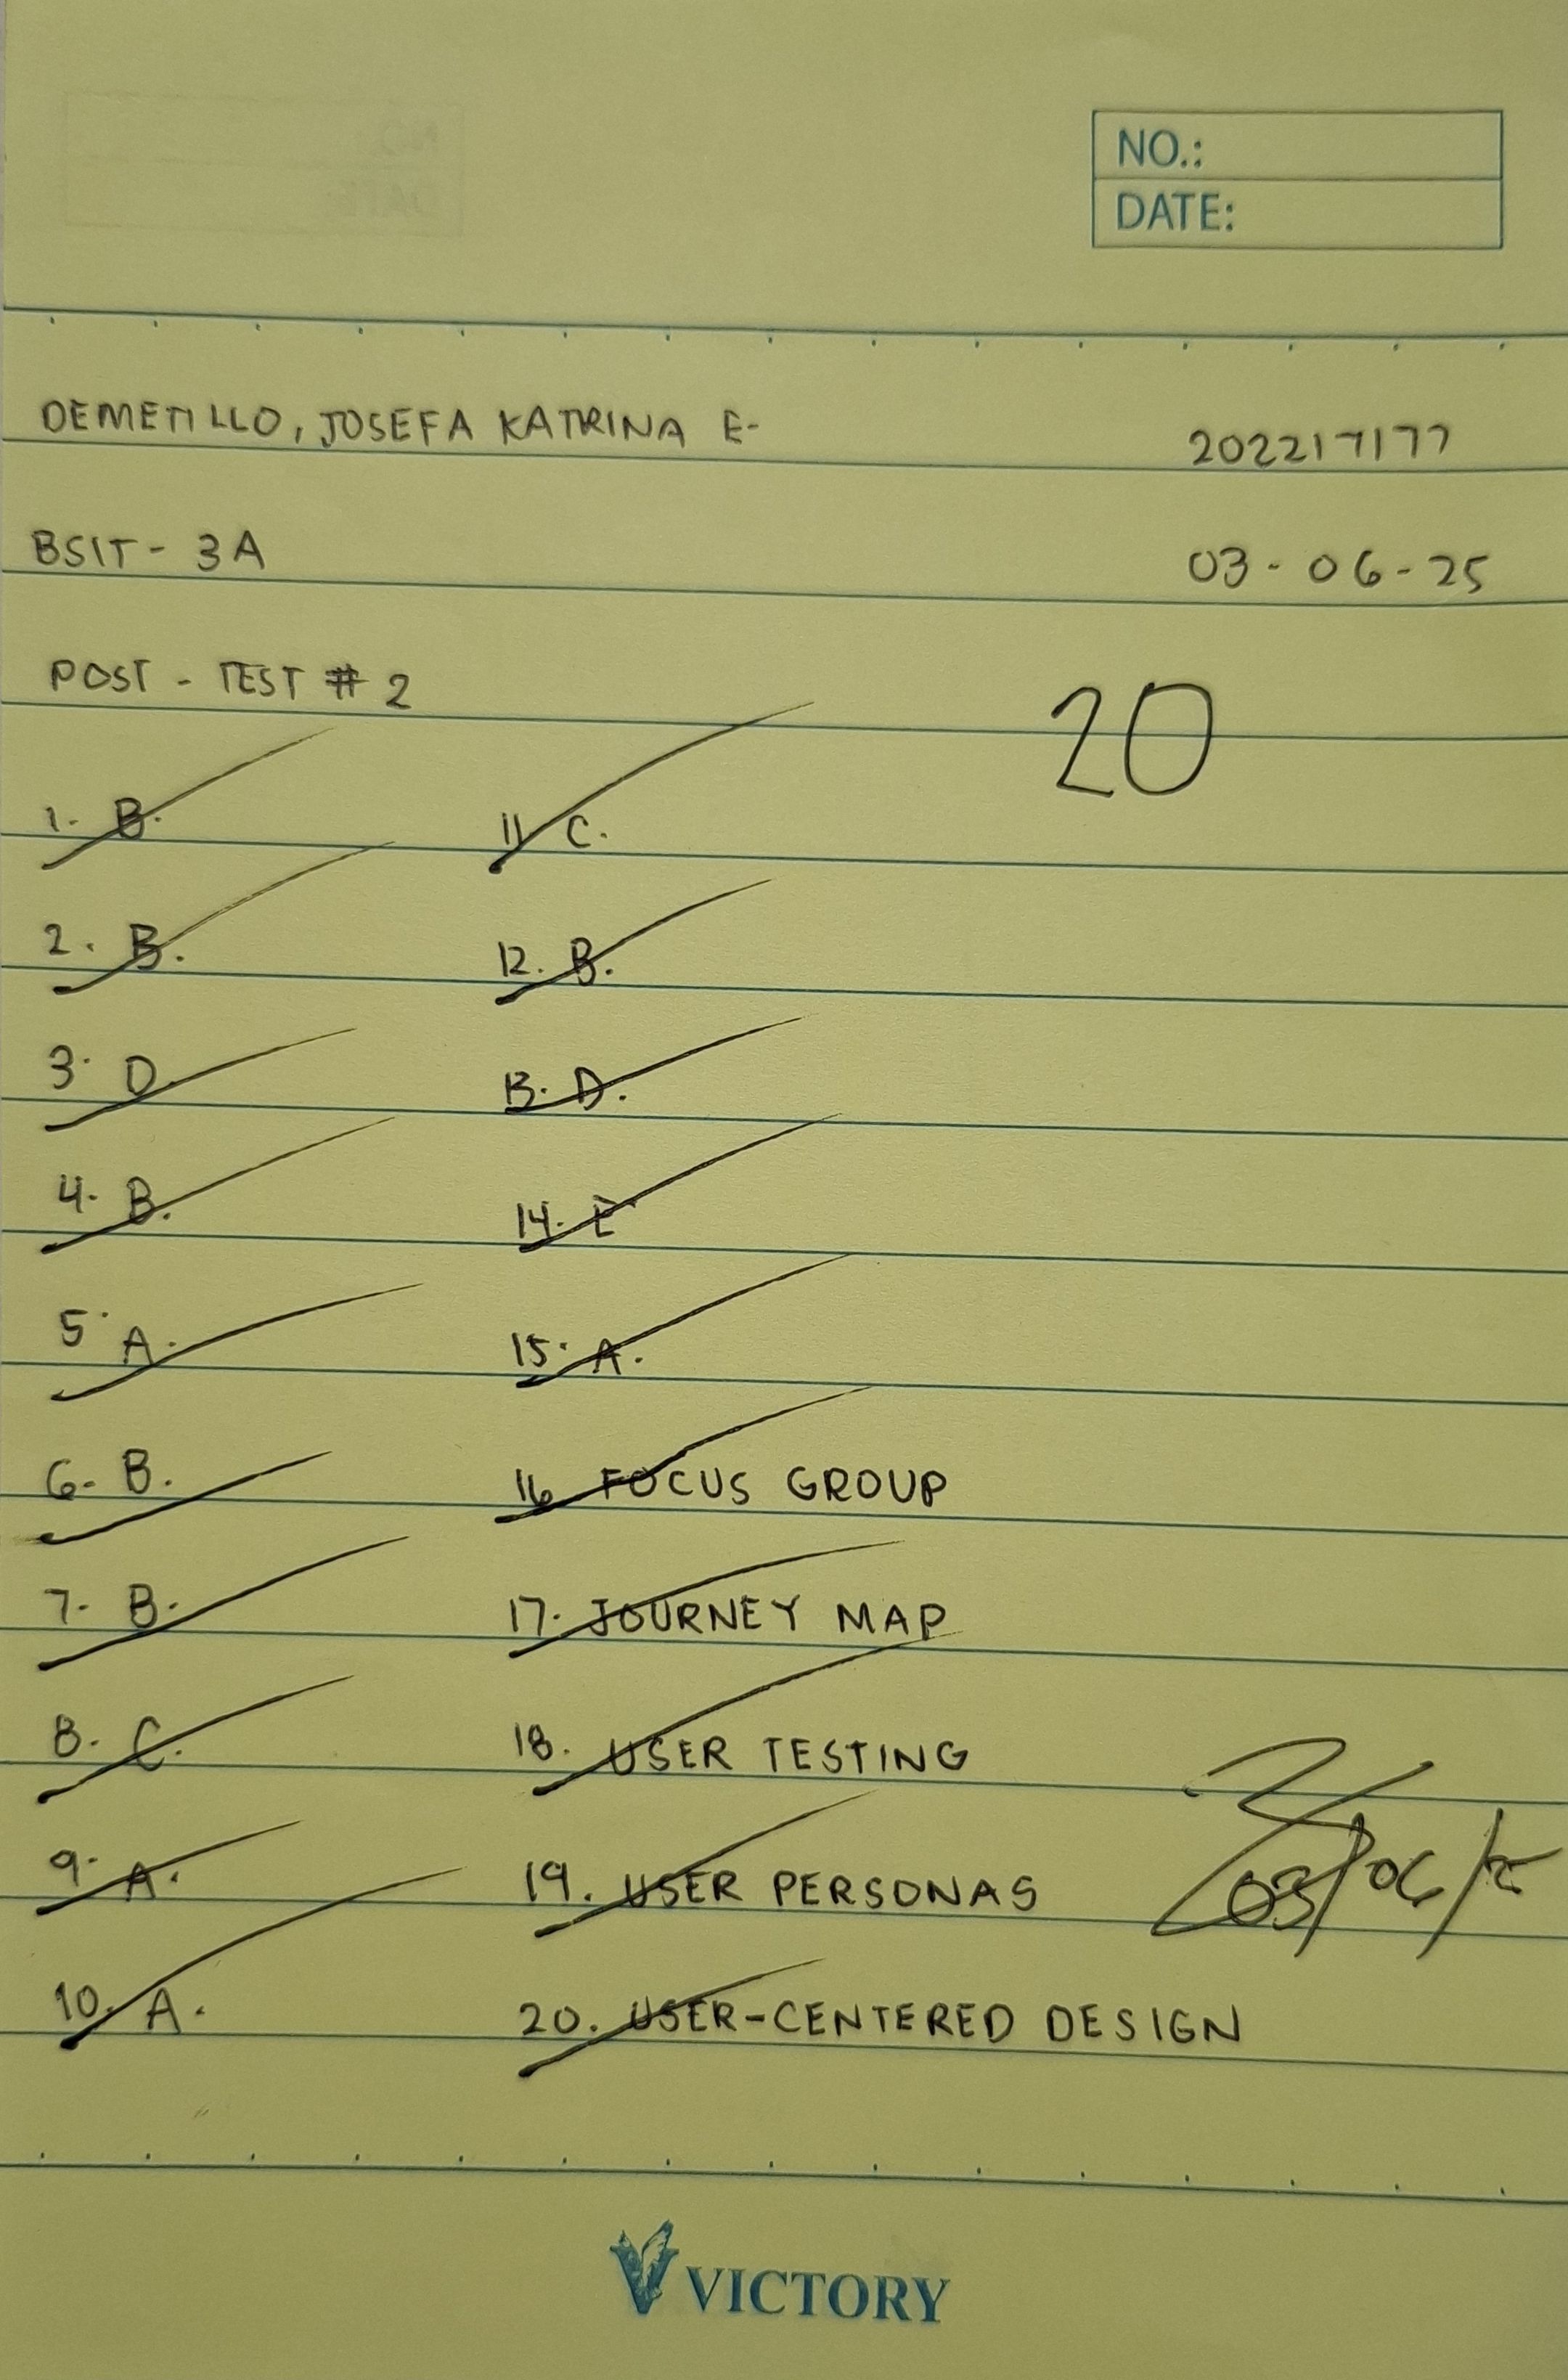 NO.:
DATE:
DEMETILLO, JOSEFA KATRINA E.
202217177
BSIT - 3A
03-06-25
POST - TEST # 2
20
1. B.
2. B.
3. D.
4. B.
5. A.
6. B.
7. B.
8. C.
9. A.
10. A.
11. C.
12. B.
13. D.
14. E.
15. A.
16. FOCUS GROUP
17. JOURNEY MAP
18. USER TESTING
19. USER PERSONAS
20. USER-CENTERED DESIGN
03/06/
VICTORY